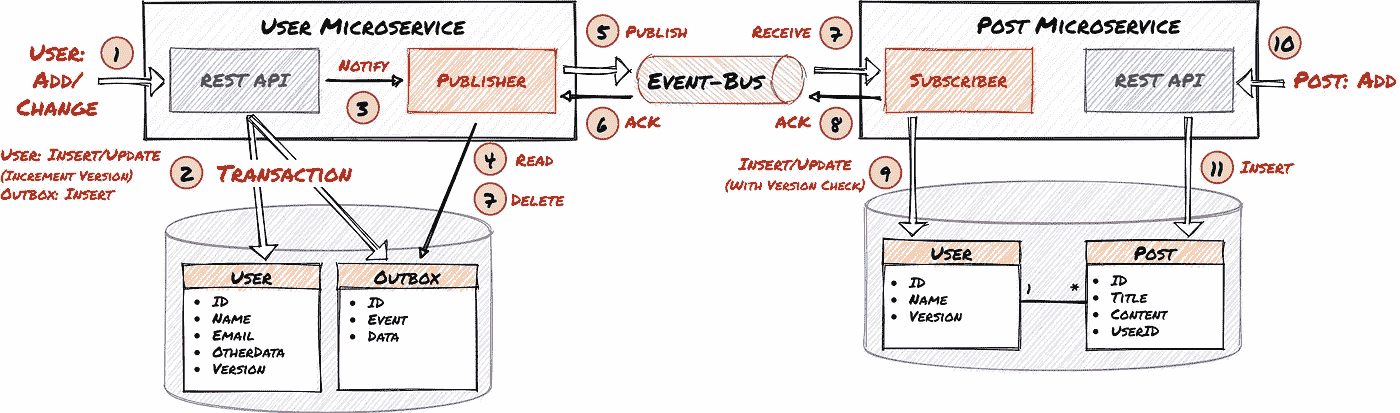 User Microservice
Post Microservice
User:
Add/
Change
1
REST API
Notify
3
Publisher
5 Publish
6 ACK
Event-Bus
Receive 7
ACK 8
Subscriber
REST API
10
Post: Add
User: Insert/Update
(Increment Version)
Outbox: Insert
2 Transaction
4 Read
7 Delete
Insert/Update
(With Version Check)
9
11 Insert
User
• ID
• Name
• Email
• OtherData
• Version
Outbox
• ID
• Event
• Data
User
• ID
• Name
• Version
1
*
Post
• ID
• Title
• Content
• UserID